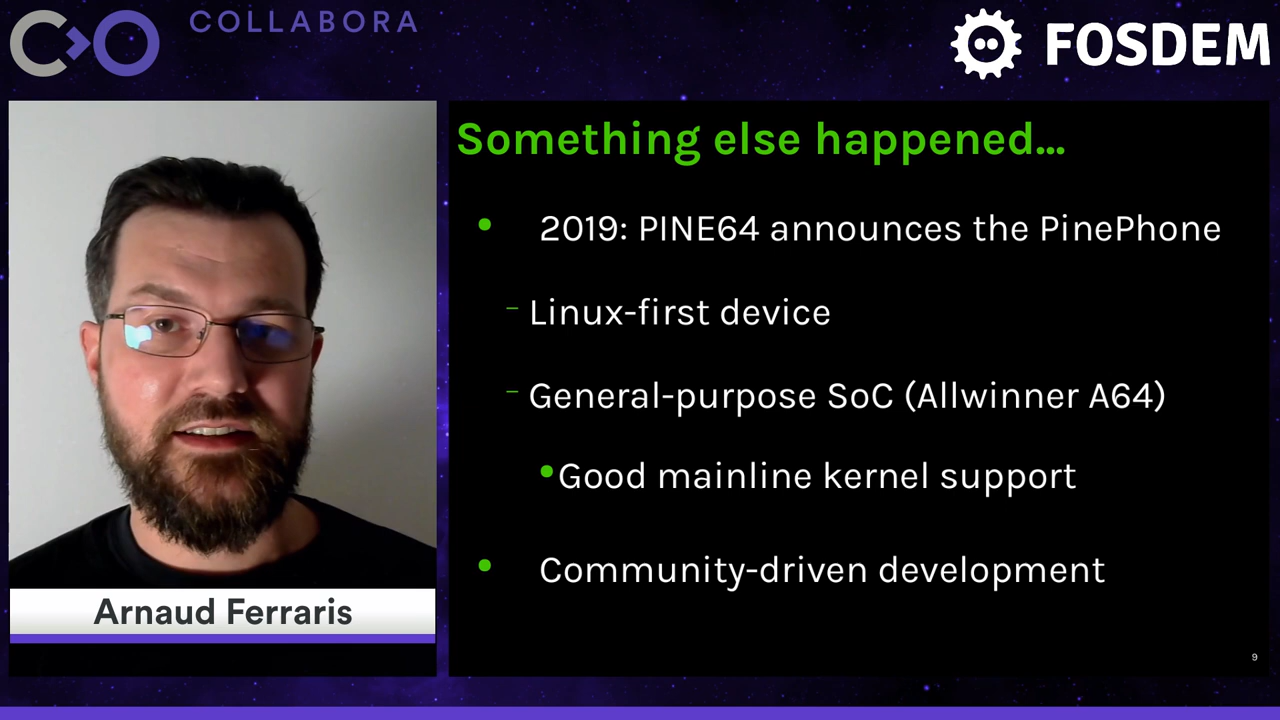 COLLABORA
FOSDEM
Something else happened...
• 2019: PINE64 announces the PinePhone
– Linux-first device
– General-purpose SoC (Allwinner A64)
• Good mainline kernel support
• Community-driven development
Arnaud Ferraris
9